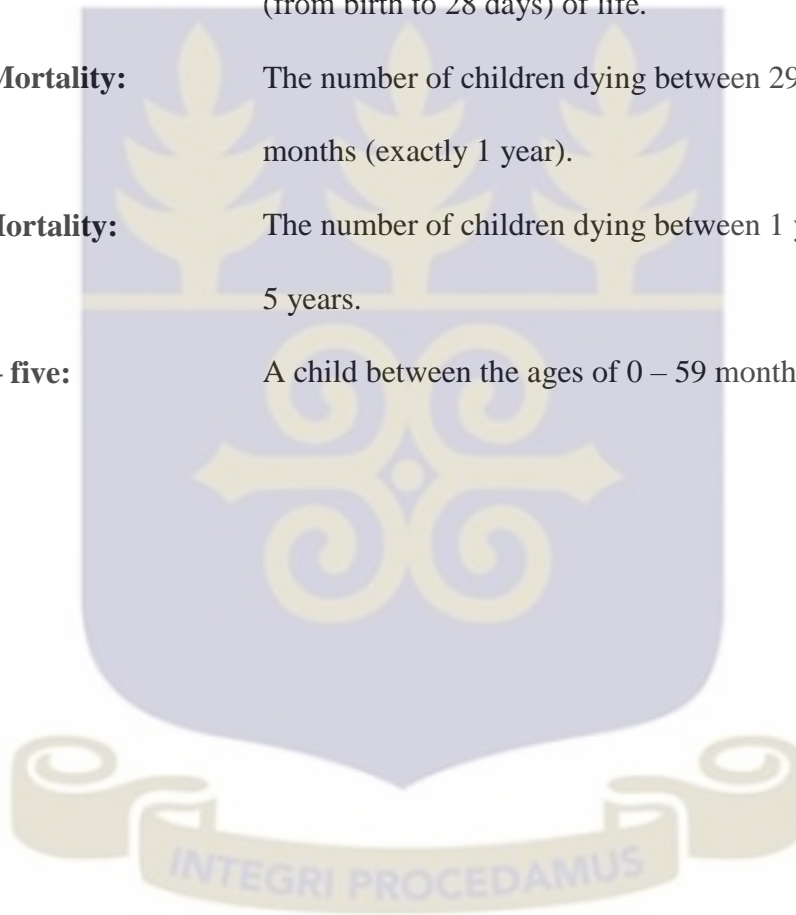 (from birth to 28 days) of life.
Mortality: The number of children dying between 29
months (exactly 1 year).
Mortality: The number of children dying between 1
5 years.
– five: A child between the ages of 0 – 59 month
INTEGRI PROCEDAMUS